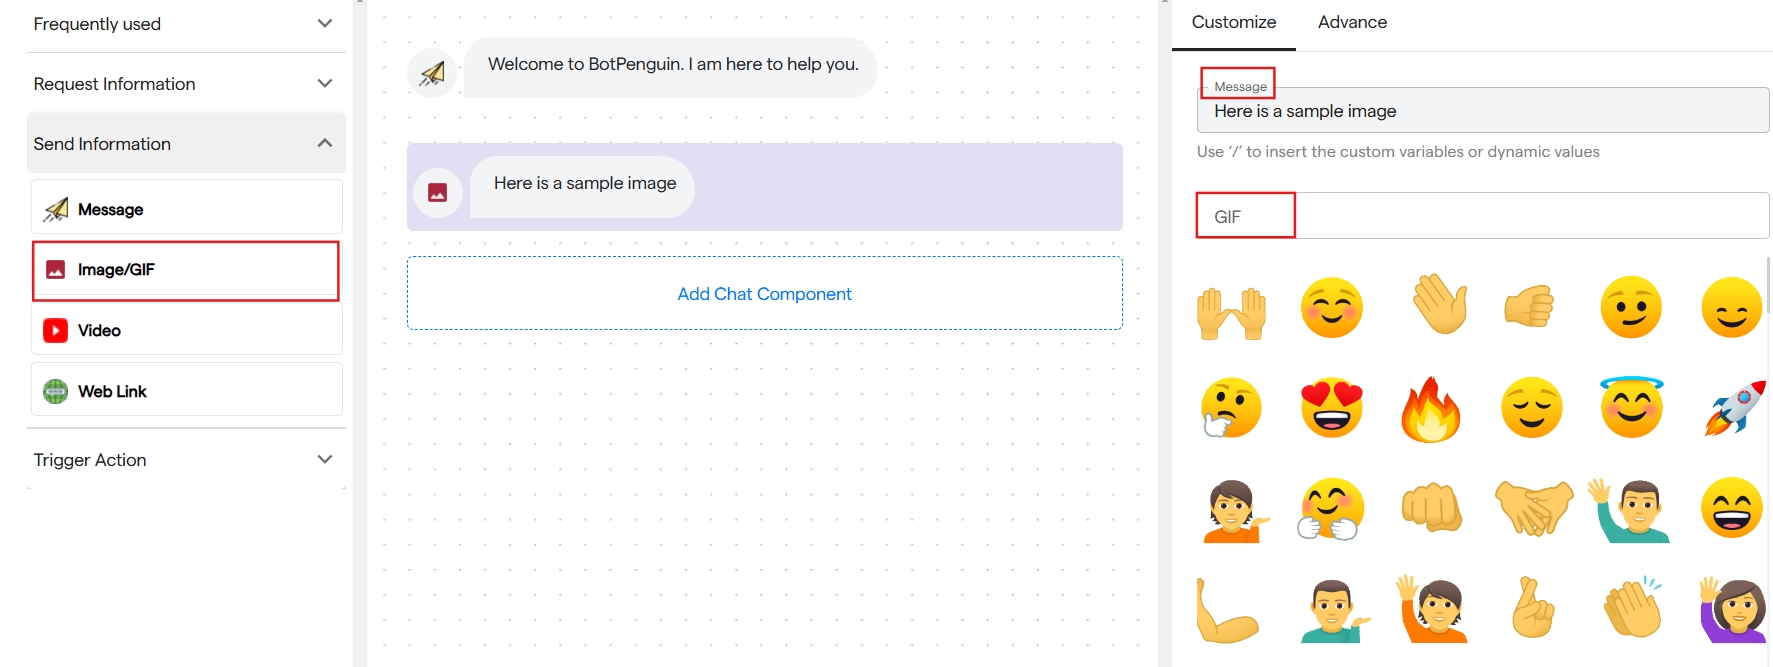 Frequently used
Request Information
Send Information
Message
Image/GIF
Video
Web Link
Trigger Action
Welcome to BotPenguin. I am here to help you.
Here is a sample image
Add Chat Component
Customize
Advance
Message
Here is a sample image
Use ‘/’ to insert the custom variables or dynamic values
GIF